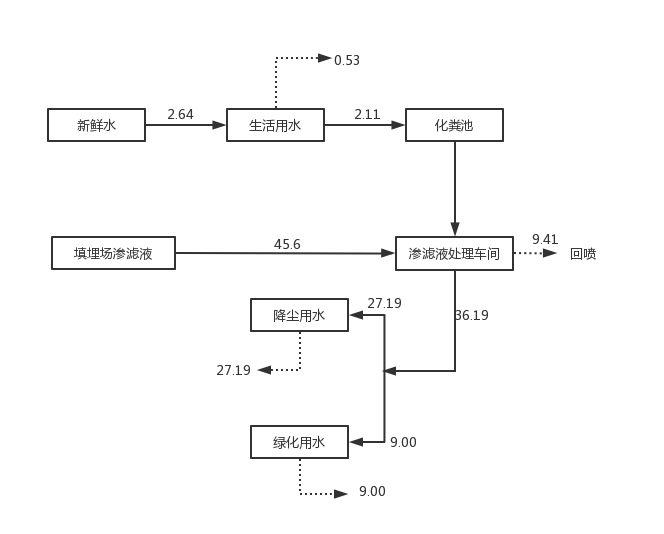 0.53
新鲜水
2.64
生活用水
2.11
化粪池
填埋场渗滤液
45.6
渗滤液处理车间
9.41
回喷
降尘用水
27.19
36.19
27.19
绿化用水
9.00
9.00